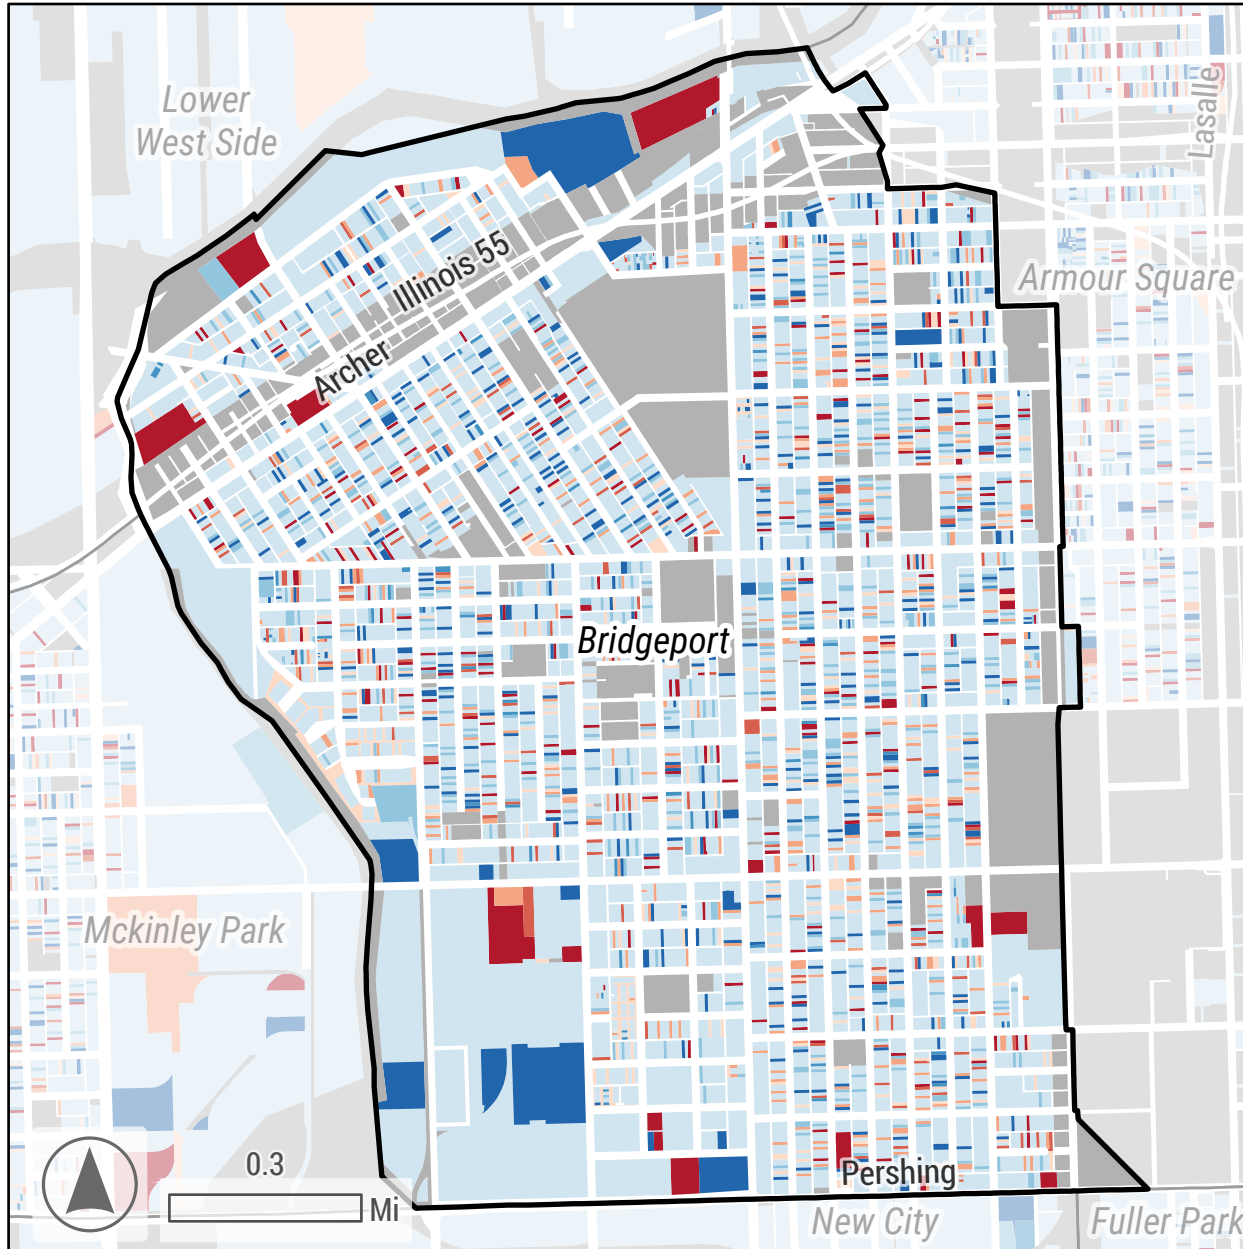 Lower
West Side
Lasalle
Illinois 55
Armour Square
Archer
Bridgeport
Mckinley Park
0.3
Mi
Pershing
New City
Fuller Park